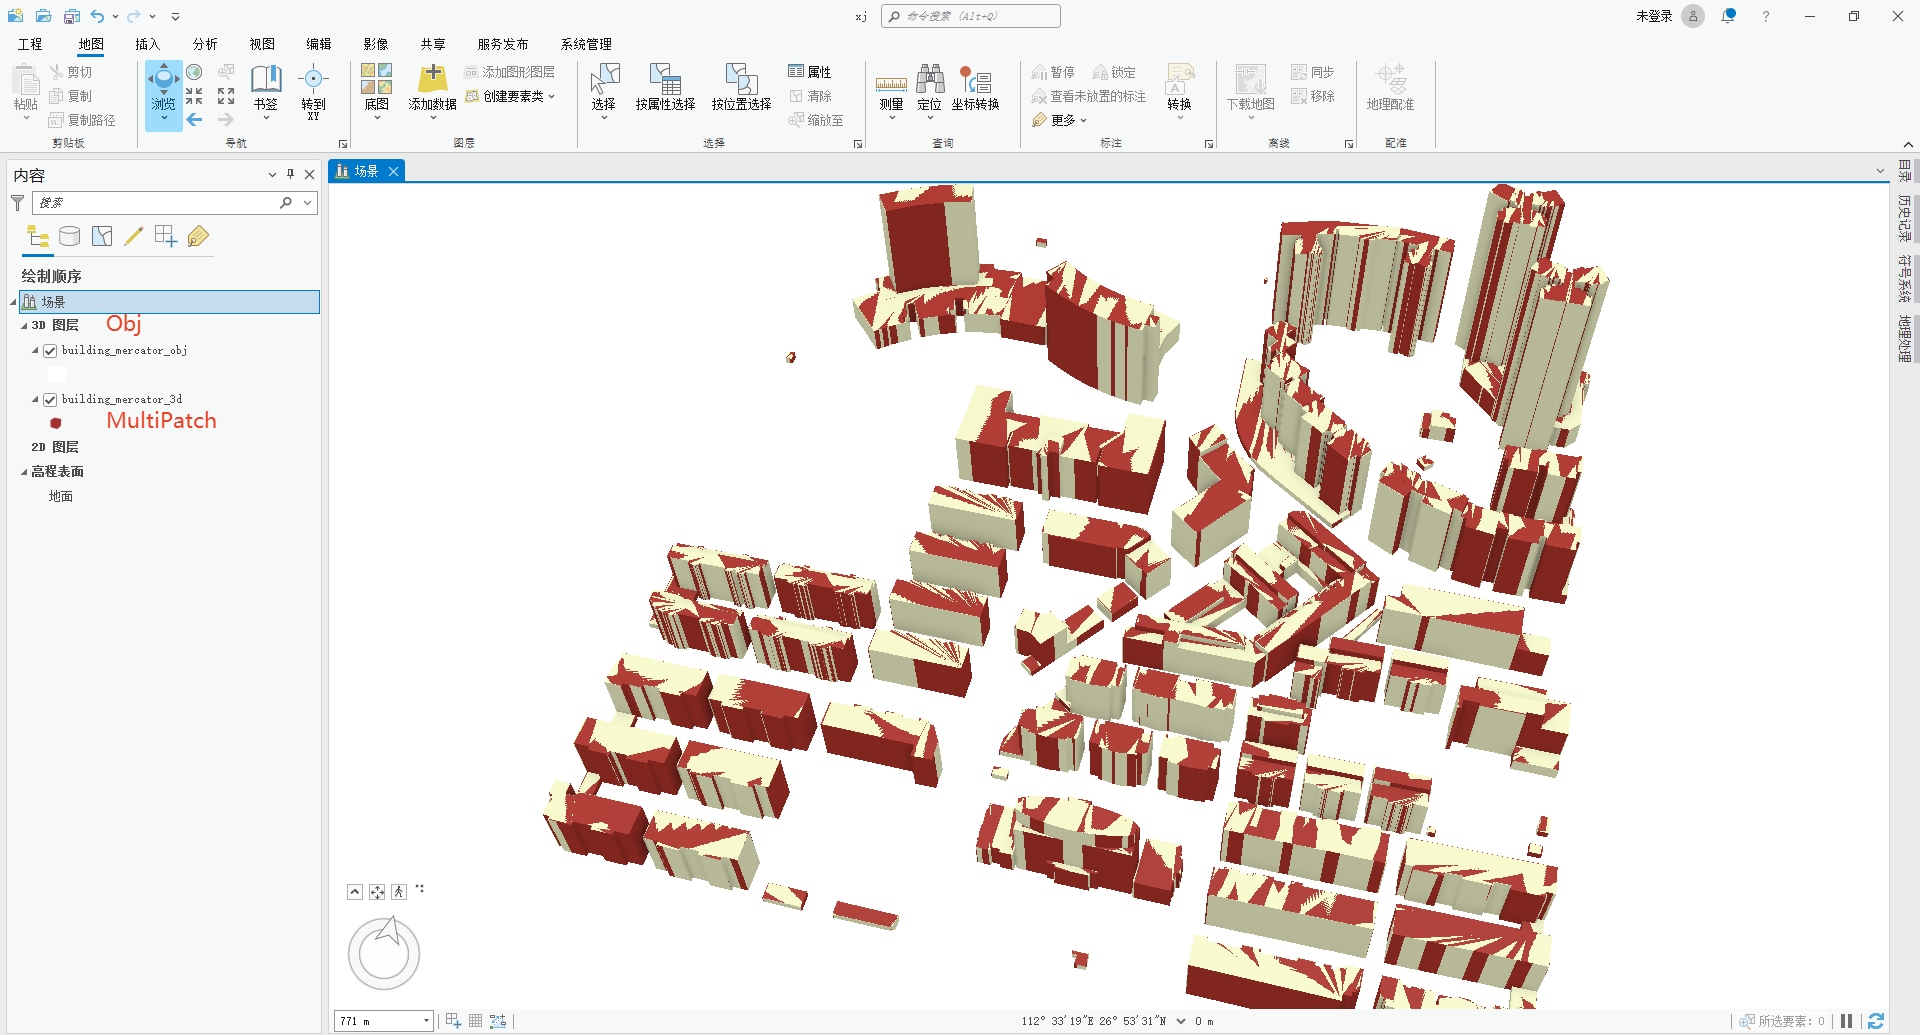 xj
命令搜索 (Alt+Q)
未登录
?
工程 地图 插入 分析 视图 编辑 影像 共享 服务发布 系统管理
粘贴
剪切
复制
复制路径
剪贴板
浏览
书签
转到
XY
导航
底图
添加数据
添加图形图层
创建要素类
图层
选择
按属性选择
按位置选择
属性
清除
缩放至
选择
测量
定位
坐标转换
查询
暂停 锁定
查看未放置的标注
更多
转换
标注
下载地图
同步
移除
离线
地理配准
配准
内容
搜索
绘制顺序
场景
3D 图层
Obj
building_mercator_obj
building_mercator_3d
MultiPatch
2D 图层
高程表面
地面
场景
目录
历史记录
符号系统
地理处理
771 m
112° 33′19″E 26° 53′31″N
0 m
所选要素: 0